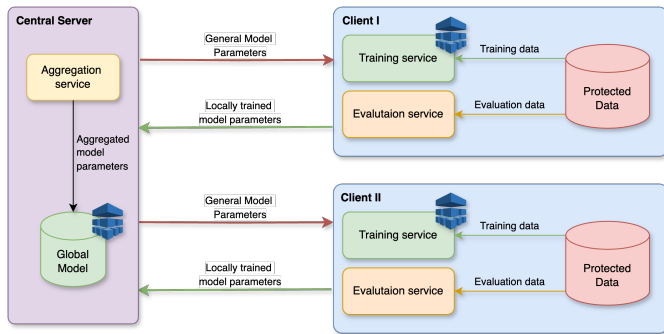 Central Server
Aggregation
service
Aggregated
model
parameters
Global
Model
General Model
Parameters
Locally trained
model parameters
Client I
Training service
Training data
Evalutaion service
Evaluation data
Protected
Data
General Model
Parameters
Locally trained
model parameters
Client II
Training service
Training data
Evalutaion service
Evaluation data
Protected
Data